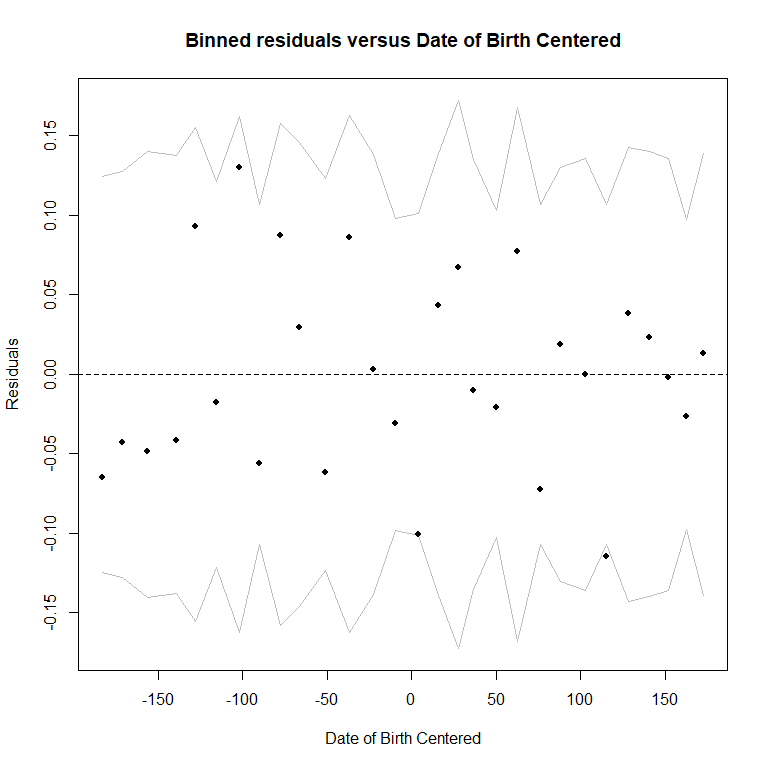 Binned residuals versus Date of Birth Centered
Residuals
0.15
0.10
0.05
0.00
-0.05
-0.10
-0.15
-150 -100 -50 0 50 100 150
Date of Birth Centered